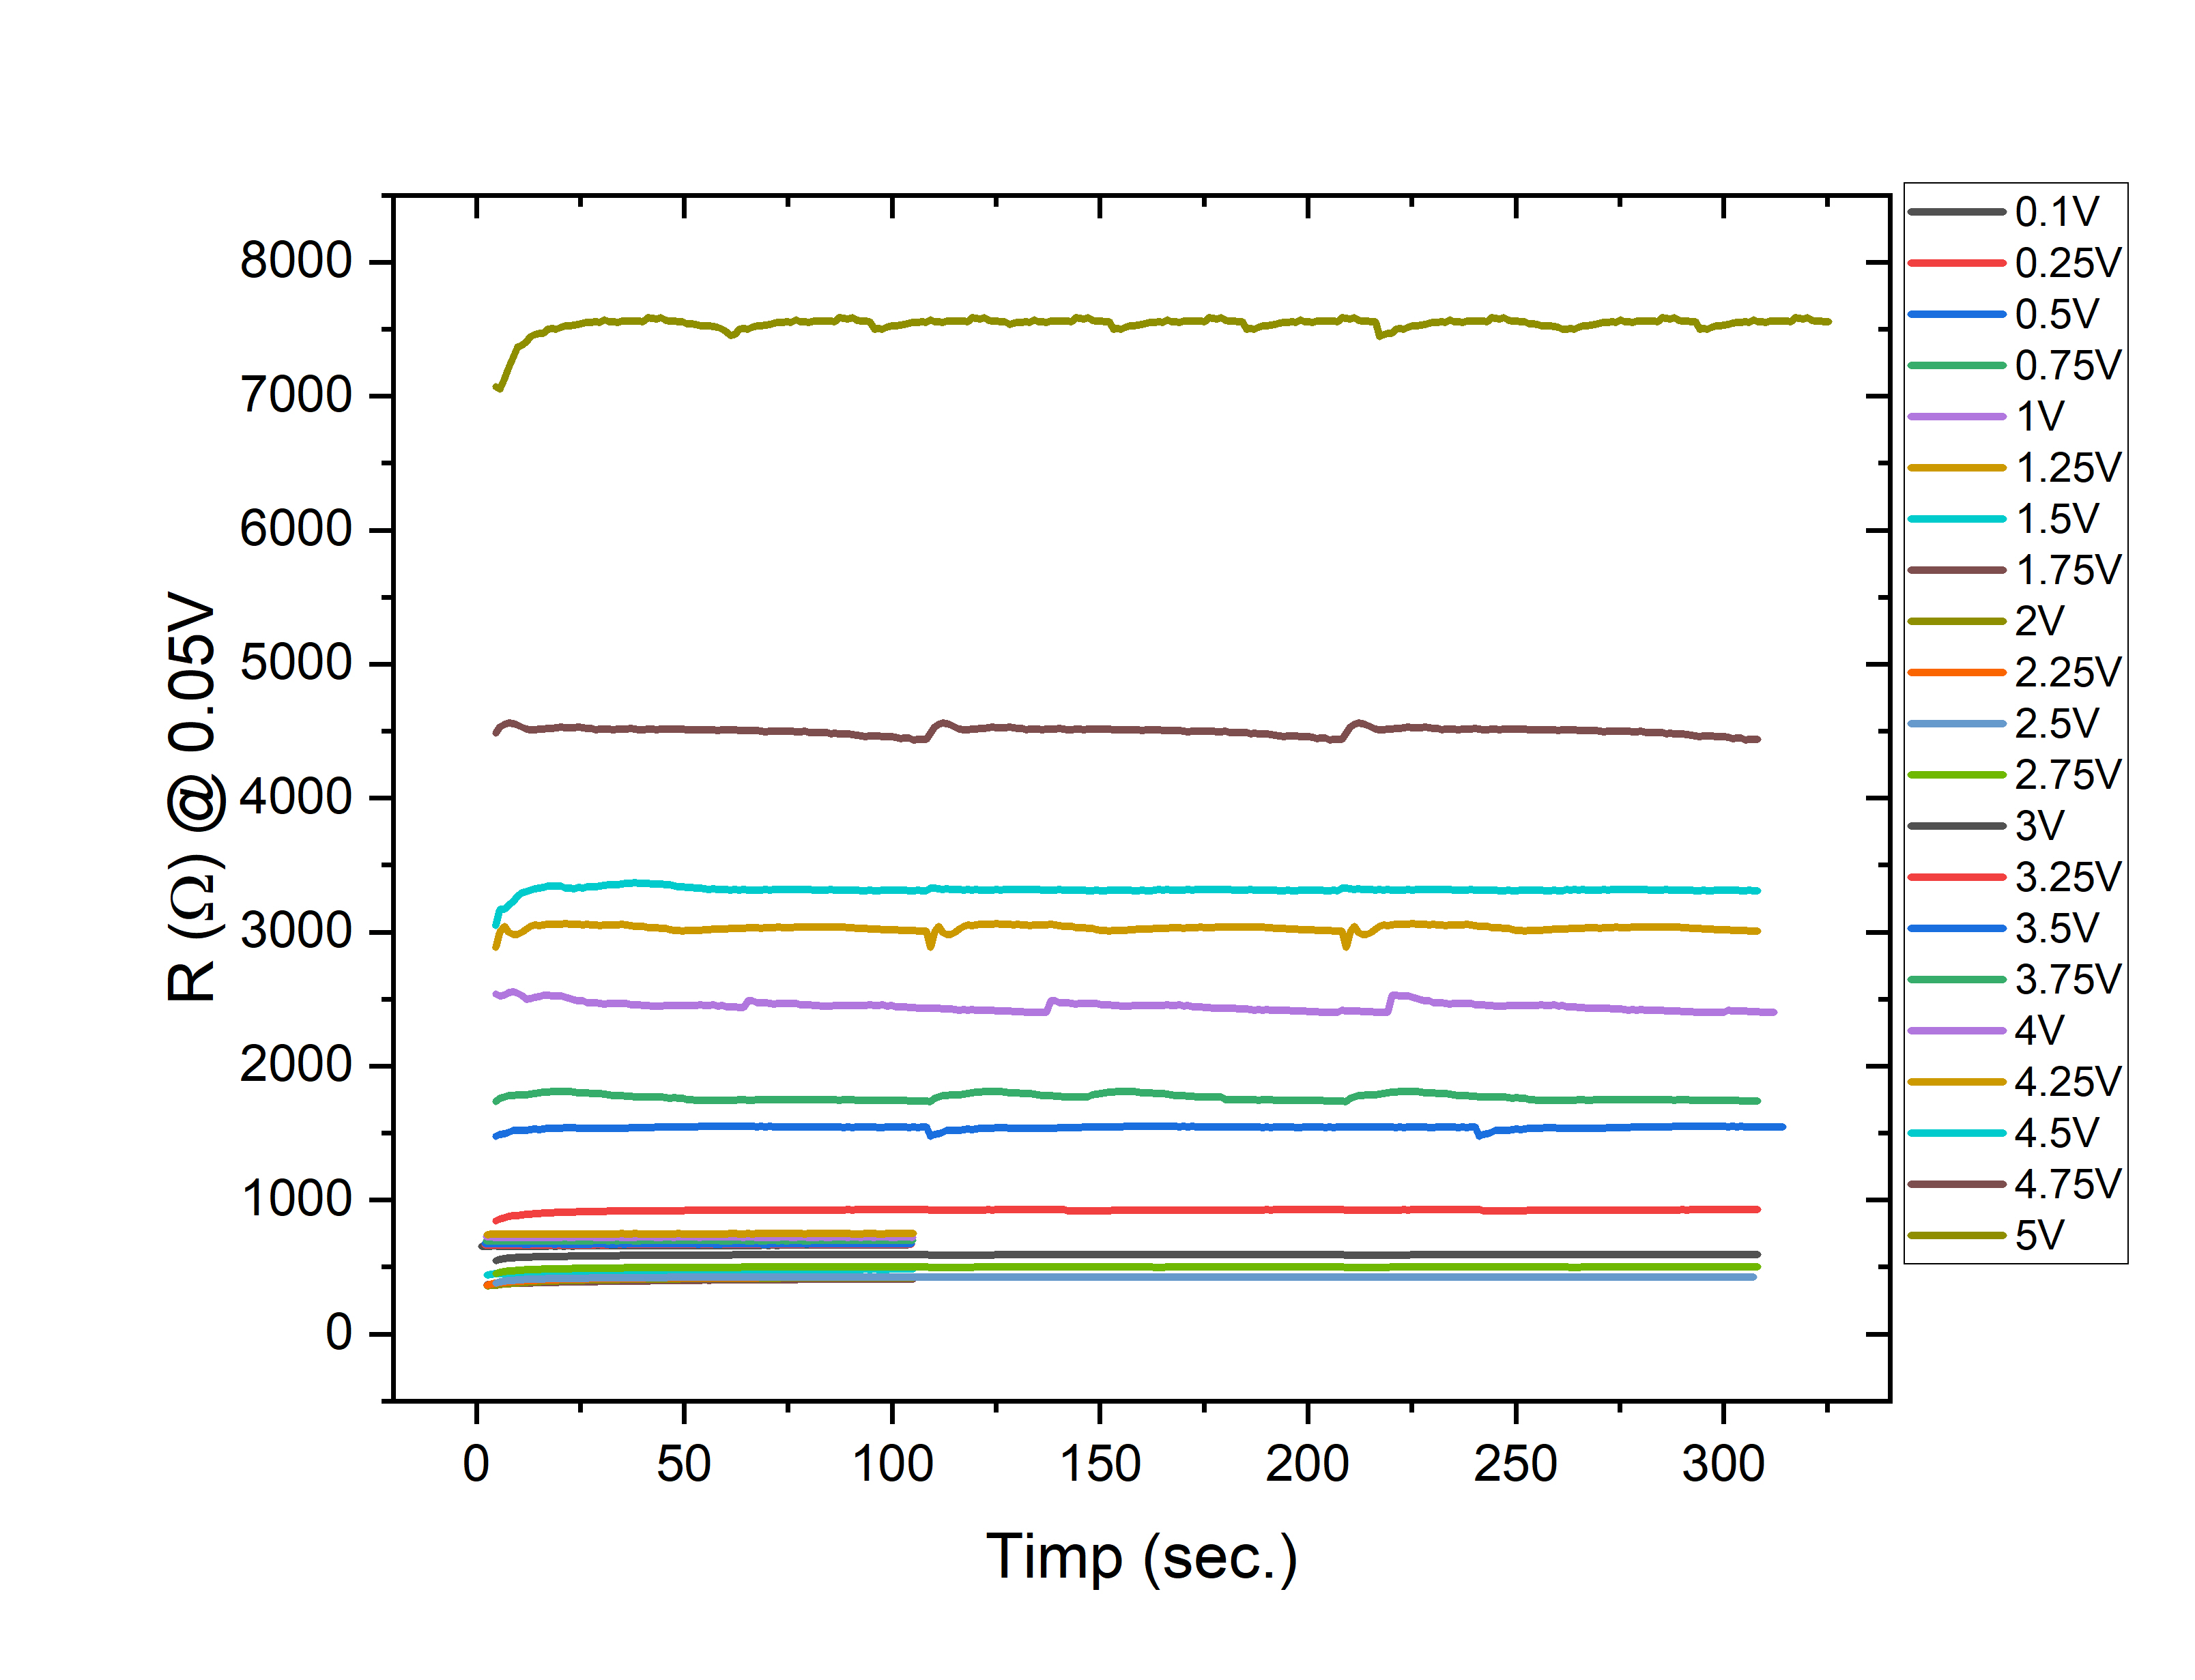 R (Ω) @ 0.05V
8000
7000
6000
5000
4000
3000
2000
1000
0
0 50 100 150 200 250 300
Timp (sec.)
0.1V
0.25V
0.5V
0.75V
1V
1.25V
1.5V
1.75V
2V
2.25V
2.5V
2.75V
3V
3.25V
3.5V
3.75V
4V
4.25V
4.5V
4.75V
5V